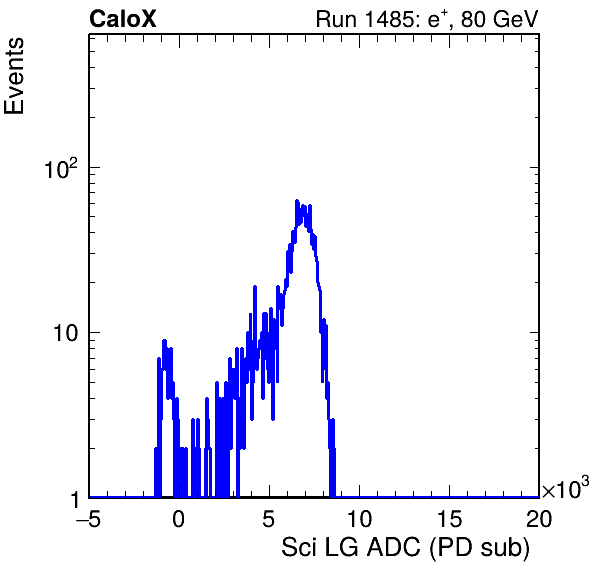 CaloX Run 1485: e⁺, 80 GeV
Events
10²
10
1
−5 0 5 10 15 20 ×10³
Sci LG ADC (PD sub)